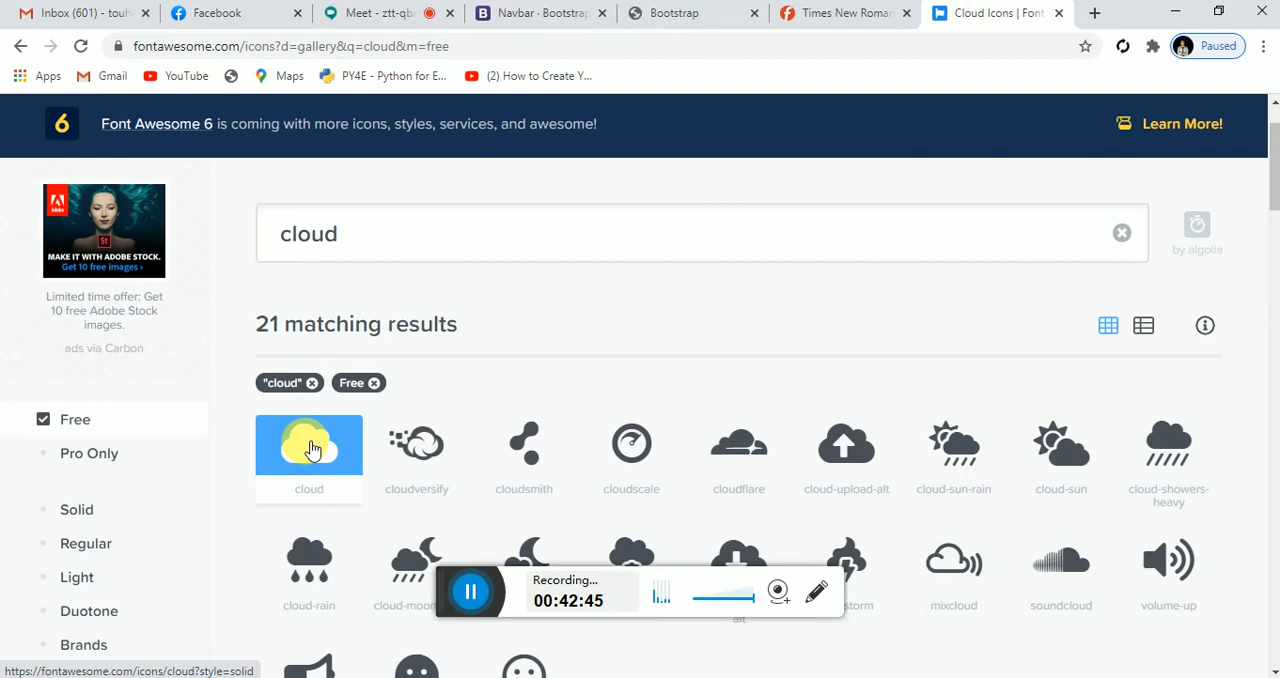 Inbox (601) - touh
Facebook
Meet - ztt-qbr
Navbar · Bootstrap
Bootstrap
Times New Roman
Cloud Icons | Font
fontawesome.com/icons?d=gallery&q=cloud&m=free
Paused
Apps
Gmail
YouTube
Maps
PY4E - Python for E...
(2) How to Create Y...
6
Font Awesome 6 is coming with more icons, styles, services, and awesome!
Learn More!
Adobe
St
MAKE IT WITH ADOBE STOCK.
Get 10 free images ›
Limited time offer: Get
10 free Adobe Stock
images.
ads via Carbon
cloud
by algolia
21 matching results
"cloud"
Free
Free
Pro Only
Solid
Regular
Light
Duotone
Brands
cloud
cloudversify
cloudsmith
cloudscale
cloudflare
cloud-upload-alt
cloud-sun-rain
cloud-sun
cloud-showers-
heavy
cloud-rain
cloud-moon
alt
storm
mixcloud
soundcloud
volume-up
Recording...
00:42:45
https://fontawesome.com/icons/cloud?style=solid